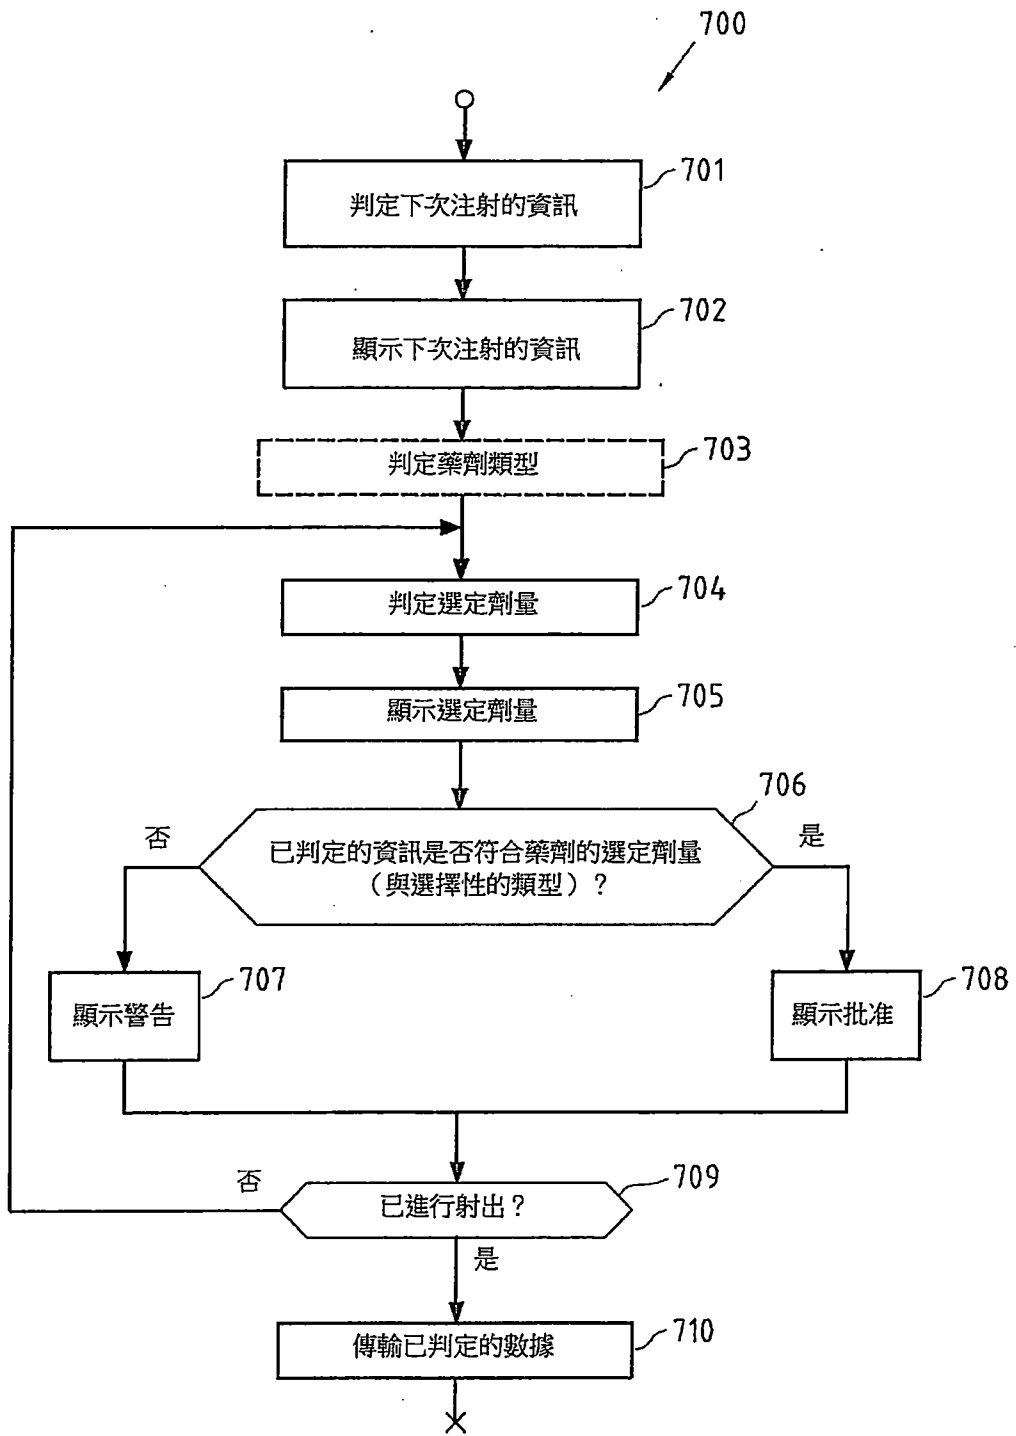 700
701
判定下次注射的資訊
702
顯示下次注射的資訊
703
判定藥劑類型
704
判定選定劑量
705
顯示選定劑量
706
否
是
已判定的資訊是否符合藥劑的選定劑量
（與選擇性的類型）？
707
顯示警告
708
顯示批准
否
709
已進行射出？
是
710
傳輸已判定的數據